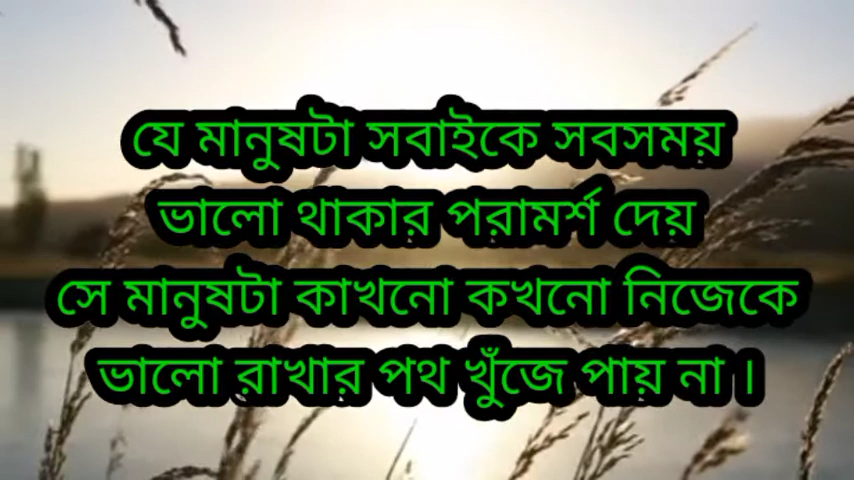 যে মানুষটা সবাইকে সবসময়
ভালো থাকার পরামর্শ দেয়
সে মানুষটা কাখনো কখনো নিজেকে
ভালো রাখার পথ খুঁজে পায় না ।